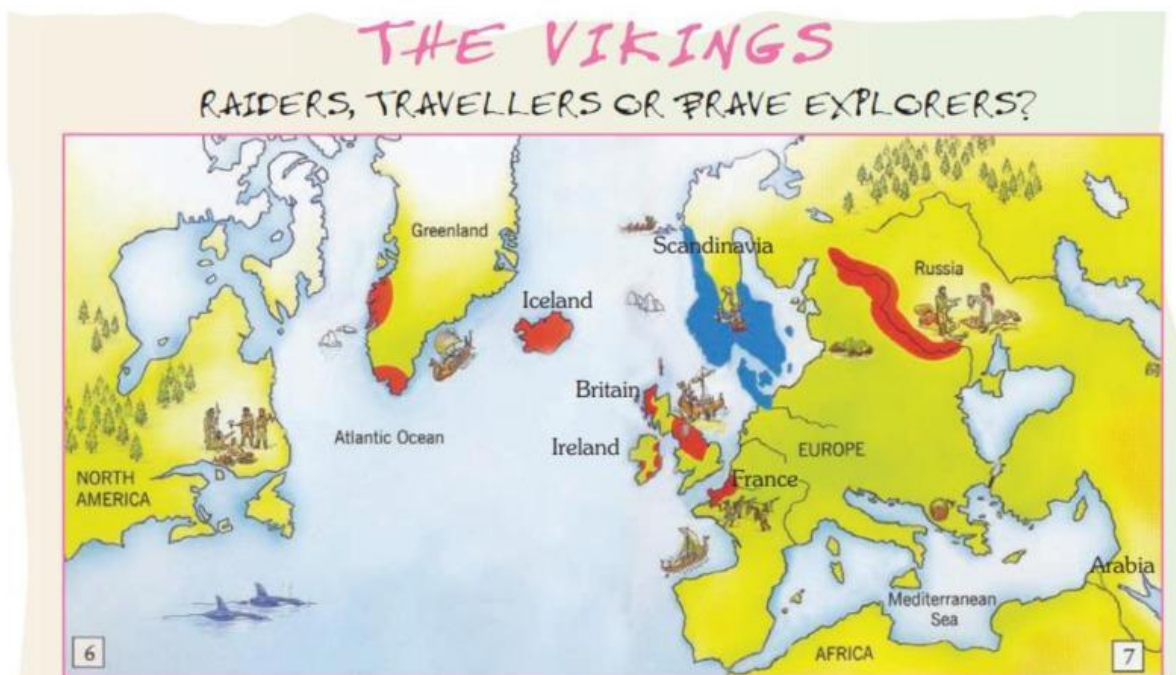 THE VIKINGS
RAIDERS, TRAVELLERS OR BRAVE EXPLORERS?
Greenland
Scandinavia
Russia
Iceland
Britain
Atlantic Ocean
Ireland
EUROPE
NORTH
AMERICA
France
Arabia
Mediterranean
Sea
AFRICA
6
7